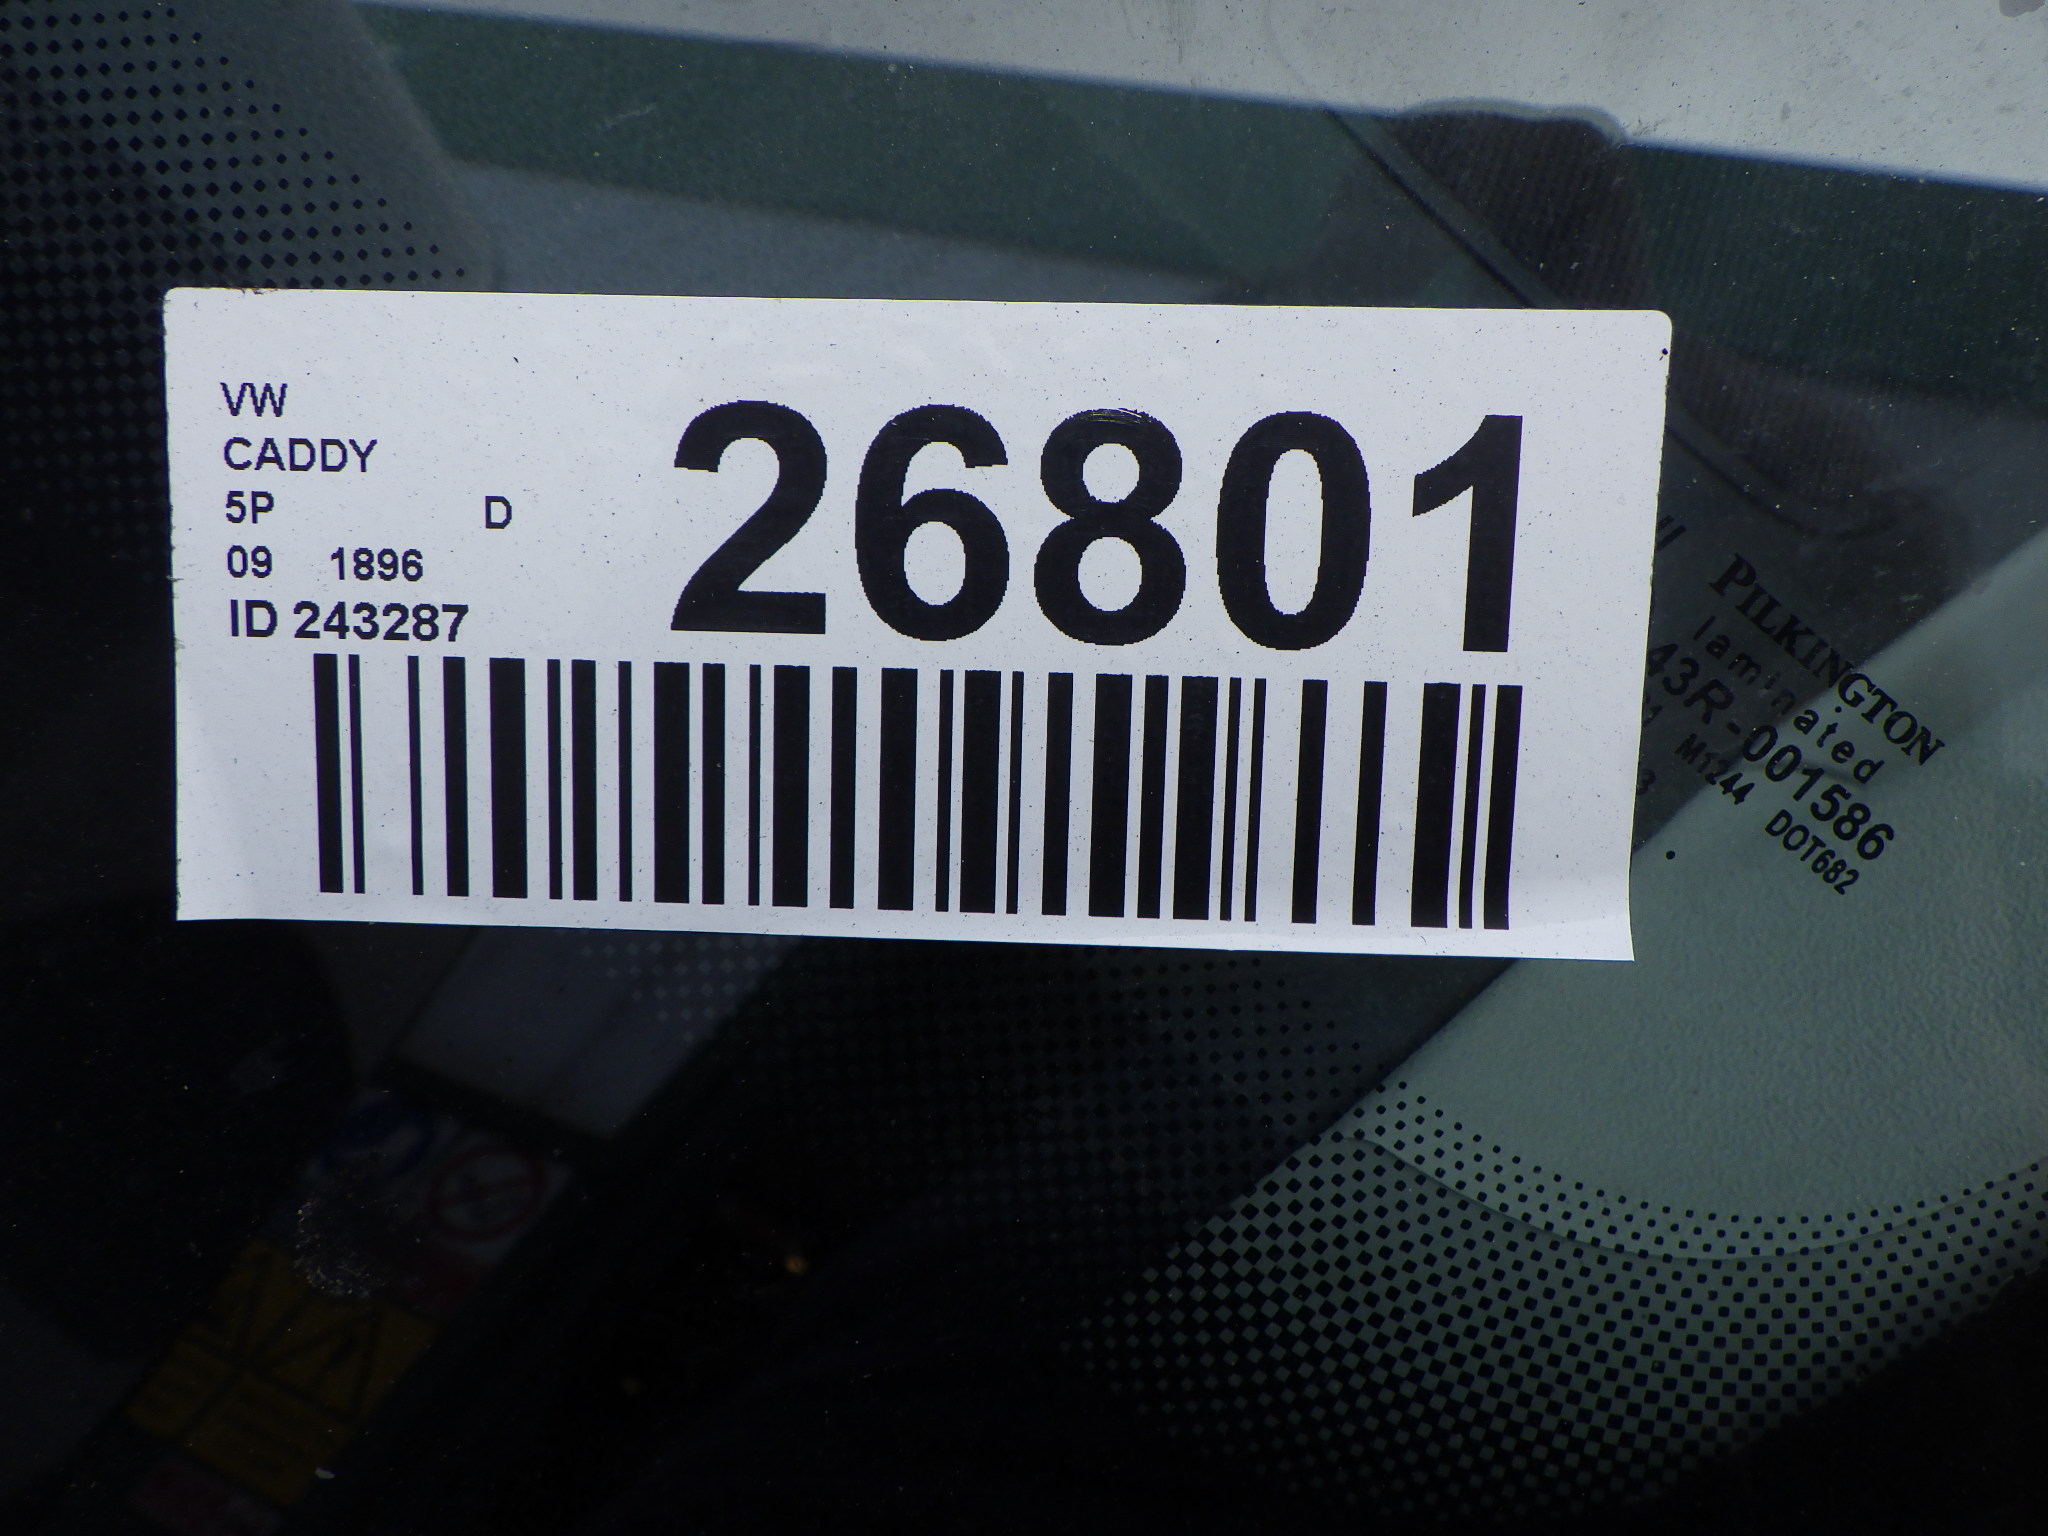 VW
CADDY
5P D
09 1896
ID 243287
26801
PILKINGTON
laminated
43R-001586
M1244 DOT682